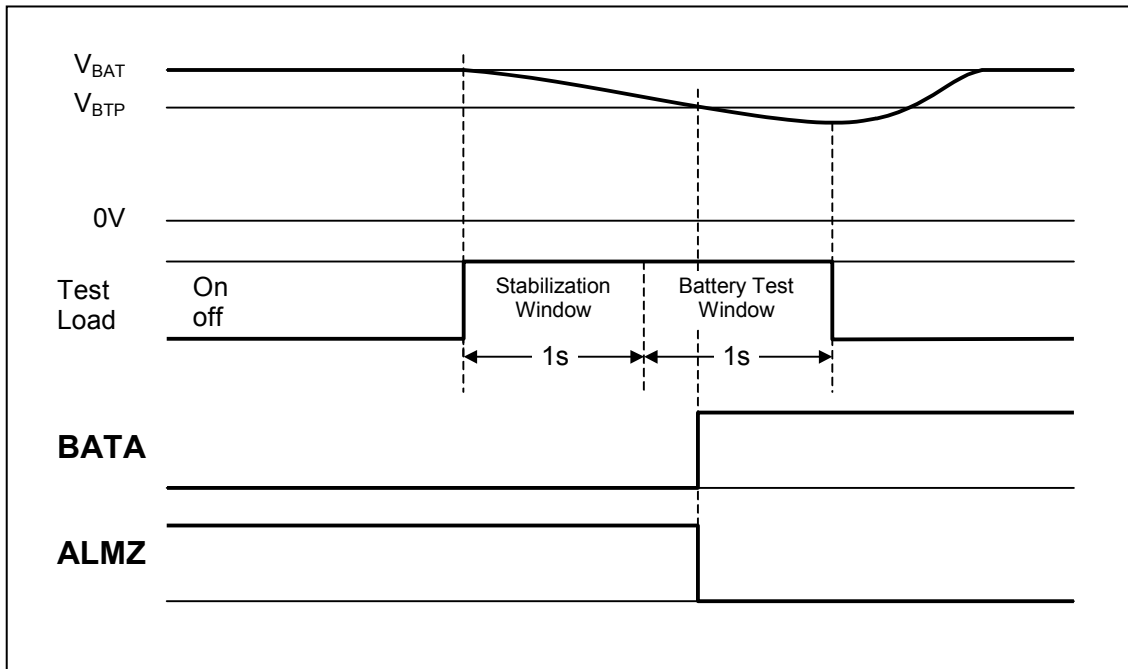 VBAT
VBTP
0V
Test
Load
On
off
Stabilization
Window
Battery Test
Window
1s
1s
BATA
ALMZ